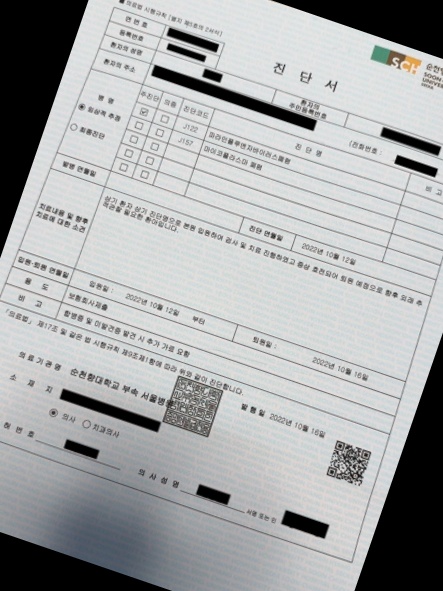 ■ 의료법 시행규칙 [별지 제5호의 2서식]
SCH 순천향
SOON
UNIVE
연 번 호
등록번호
환자의 성명
진 단 서
환자의 주소
환자의
주민등록번호
(전화번호 :
병 명
임상적 추정
최종진단
주진단 의증 진단코드 진 단 명 비 고
J122 파라인플루엔자바이러스폐렴
J157 마이코플라스마 폐렴
발병 연월일 진단 연월일 2022년 10월 12일
치료내용 및 향후
치료에 대한 소견
상기 환자 상기 진단명으로 본원 입원하여 검사 및 치료 진행하였고 증상 호전되어 퇴원 예정으로 향후 외래 추
적관찰 필요한 환아입니다.
입원·퇴원 연월일 입원일 : 2022년 10월 12일 부터 퇴원일 : 2022년 10월 16일
용 도 보험회사제출
비 고 합병증 및 미발견증 발견 시 추가 가료 요함
「의료법」 제17조 및 같은 법 시행규칙 제9조제1항에 따라 위와 같이 진단합니다.
발 행 일 2022년 10월 16일
의 료 기 관 명 순천향대학교 부속 서울병원
소 재 지
의사 치과의사
허 번 호
의 사 성 명 서명 또는 인